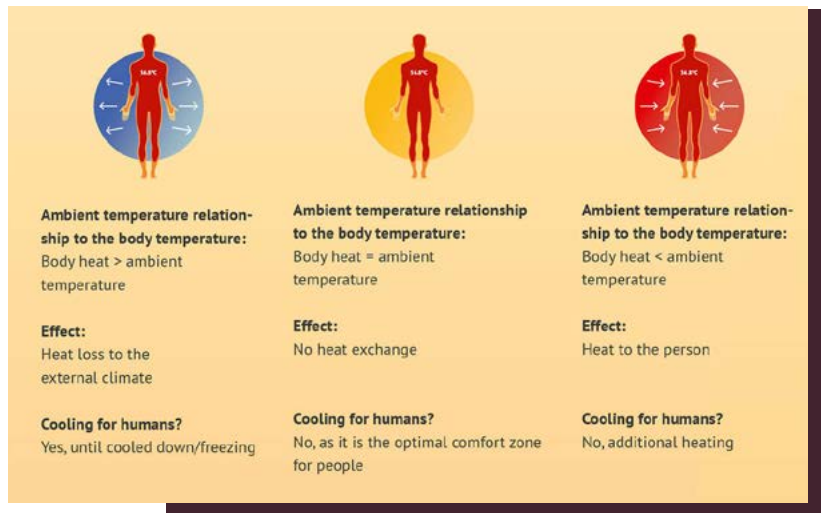 36.8°C
Ambient temperature relation-
ship to the body temperature:
Body heat > ambient
temperature
Effect:
Heat loss to the
external climate
Cooling for humans?
Yes, until cooled down/freezing
Ambient temperature relationship
to the body temperature:
Body heat = ambient
temperature
Effect:
No heat exchange
Cooling for humans?
No, as it is the optimal comfort zone
for people
Ambient temperature relation-
ship to the body temperature:
Body heat < ambient
temperature
Effect:
Heat to the person
Cooling for humans?
No, additional heating